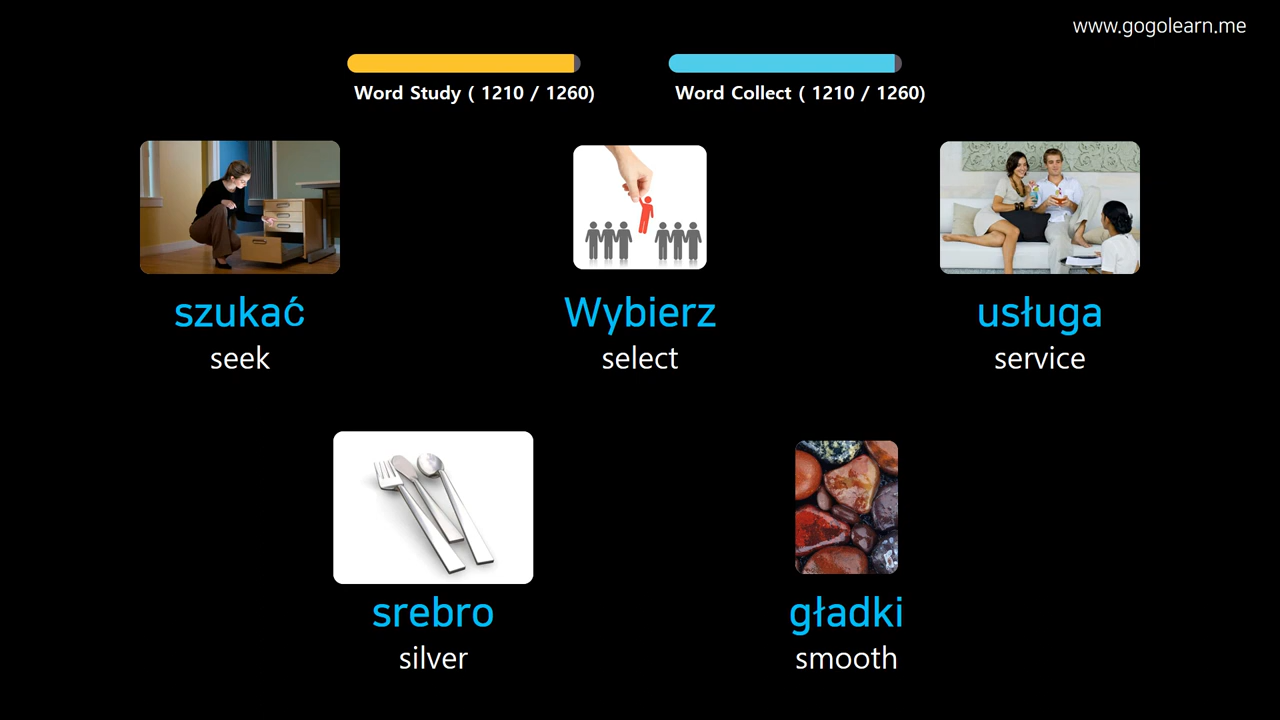 www.gogolearn.me
Word Study ( 1210 / 1260)
Word Collect ( 1210 / 1260)
szukać
seek
Wybierz
select
usługa
service
srebro
silver
gładki
smooth